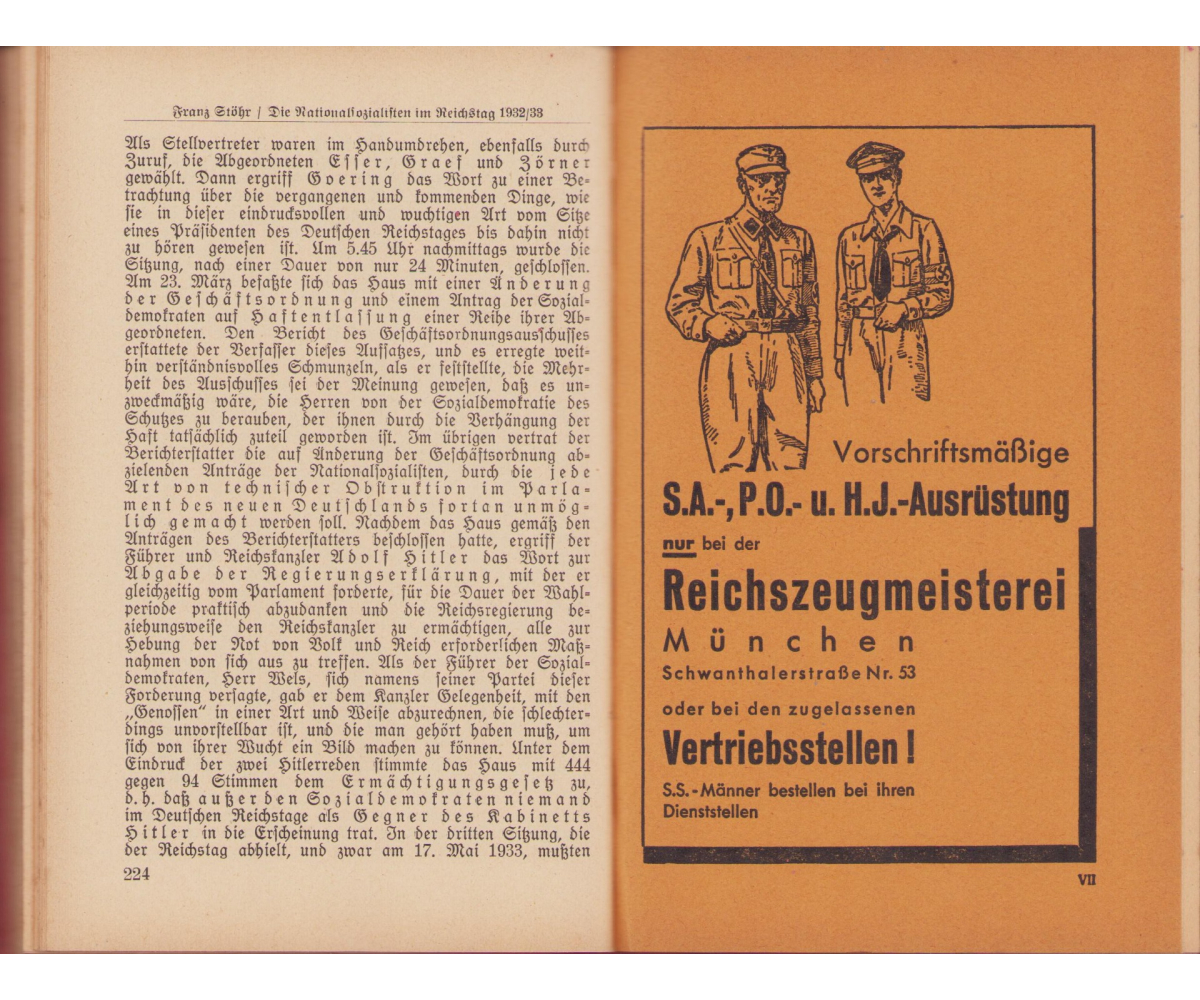 Franz Stöhr / Die Nationalsozialisten im Reichstag 1932/33
Als Stellvertreter waren im Handumdrehen, ebenfalls durch
Zuruf, die Abgeordneten Esser, Graef und Zörner
gewählt. Dann ergriff Goering das Wort zu einer Be=
trachtung über die vergangenen und kommenden Dinge, wie
sie in dieser eindrucksvollen und wuchtigen Art vom Sitze
eines Präsidenten des Deutschen Reichstages bis dahin nicht
zu hören gewesen ist. Um 5.45 Uhr nachmittags wurde die
Sitzung, nach einer Dauer von nur 24 Minuten, geschlossen.
Am 23. März befaßte sich das Haus mit einer Änderung
der Geschäftsordnung und einem Antrag der Sozial=
demokraten auf Haftentlassung einer Reihe ihrer Ab=
geordneten. Den Bericht des Geschäftsordnungsausschusses
erstattete der Verfasser dieses Aufsatzes, und es erregte weit=
hin verständnisvolles Schmunzeln, als er feststellte, die Mehr=
heit des Ausschusses sei der Meinung gewesen, daß es un=
zweckmäßig wäre, die Herren von der Sozialdemokratie des
Schutzes zu berauben, der ihnen durch die Verhängung der
Haft tatsächlich zuteil geworden ist. Im übrigen vertrat der
Berichterstatter die auf Änderung der Geschäftsordnung ab=
zielenden Anträge der Nationalsozialisten, durch die jede
Art von technischer Obstruktion im Parla=
ment des neuen Deutschlands fortan unmög=
lich gemacht werden soll. Nachdem das Haus gemäß den
Anträgen des Berichterstatters beschlossen hatte, ergriff der
Führer und Reichskanzler Adolf Hitler das Wort zur
Abgabe der Regierungserklärung, mit der er
gleichzeitig vom Parlament forderte, für die Dauer der Wahl=
periode praktisch abzudanken und die Reichsregierung be=
ziehungsweise den Reichskanzler zu ermächtigen, alle zur
Hebung der Not von Volk und Reich erforderlichen Maß=
nahmen von sich aus zu treffen. Als der Führer der Sozial=
demokraten, Herr Wels, sich namens seiner Partei dieser
Forderung versagte, gab er dem Kanzler Gelegenheit, mit den
„Genossen“ in einer Art und Weise abzurechnen, die schlechter=
dings unvorstellbar ist, und die man gehört haben muß, um
sich von ihrer Wucht ein Bild machen zu können. Unter dem
Eindruck der zwei Hitlerreden stimmte das Haus mit 444
gegen 94 Stimmen dem Ermächtigungsgesetz zu,
d. h. daß außer den Sozialdemokraten niemand
im Deutschen Reichstage als Gegner des Kabinetts
Hitler in die Erscheinung trat. In der dritten Sitzung, die
der Reichstag abhielt, und zwar am 17. Mai 1933, mußten
224
Vorschriftsmäßige
S.A.-, P.O.- u. H.J.-Ausrüstung
nur bei der
Reichszeugmeisterei
München
Schwanthalerstraße Nr. 53
oder bei den zugelassenen
Vertriebsstellen!
S.S.-Männer bestellen bei ihren
Dienststellen
VII